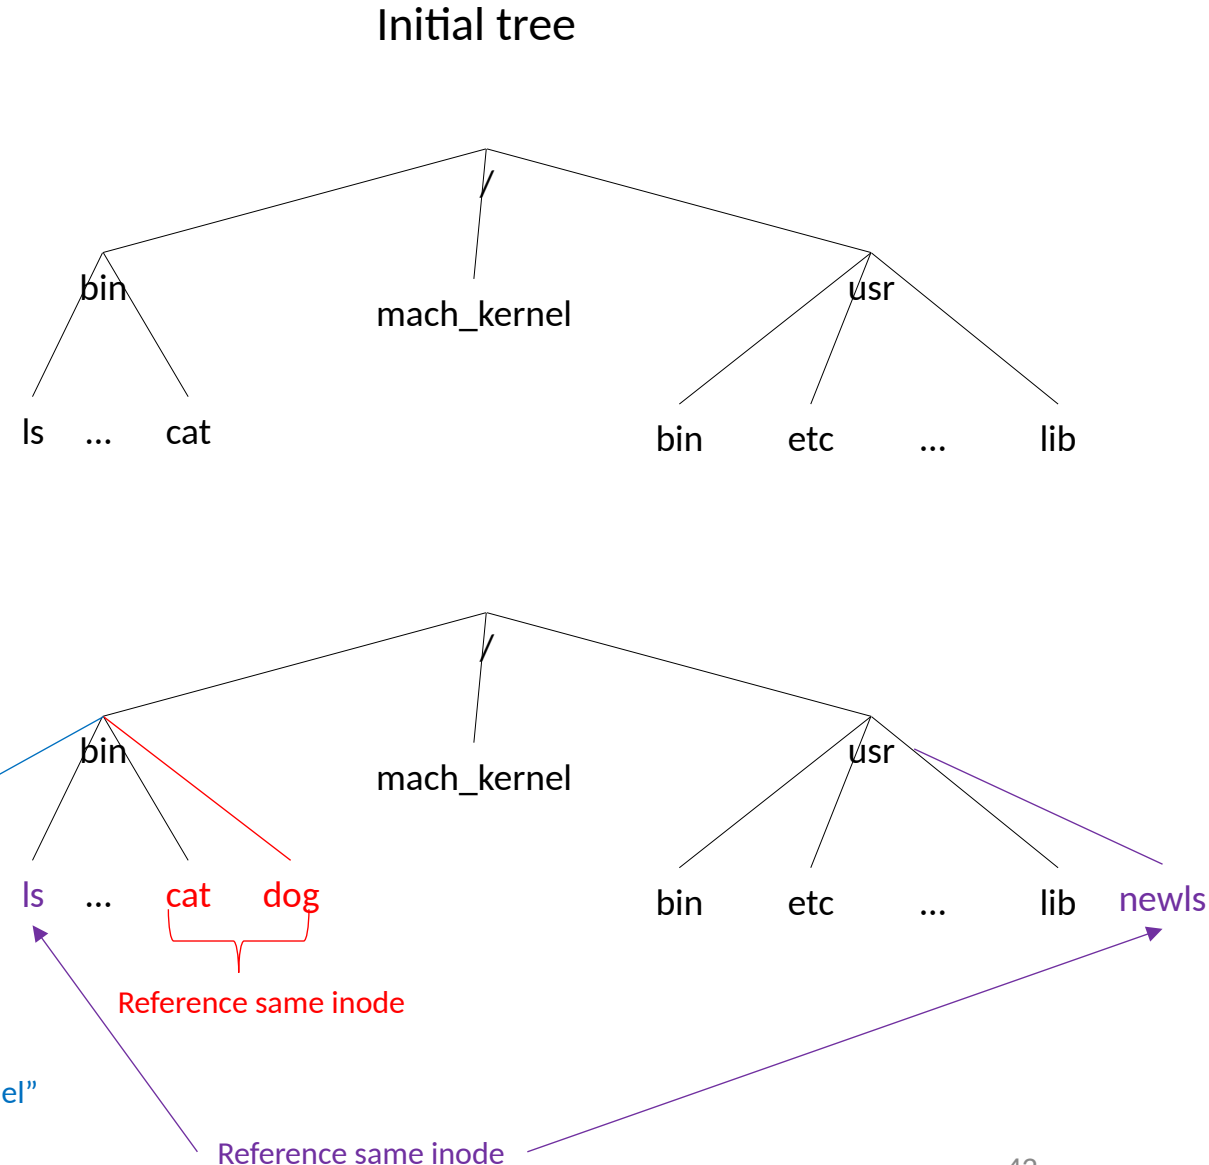 Initial tree
/
bin
mach_kernel
usr
ls ... cat
bin etc ... lib
/
bin
mach_kernel
usr
ls ... cat dog
bin etc ... lib newls
Reference same inode
el”
Reference same inode